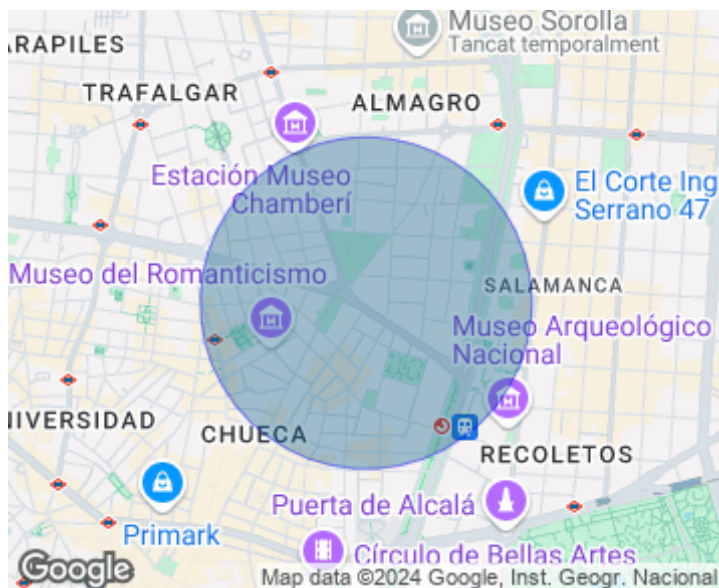 Museo Sorolla
Tancat temporalment
ARAPILES
TRAFALGAR
ALMAGRO
Estación Museo
Chamberí
El Corte Ing
Serrano 47
Museo del Romanticismo
SALAMANCA
Museo Arqueológico
Nacional
NIVERSIDAD
CHUECA
RECOLETOS
Puerta de Alcalá
Primark
Círculo de Bellas Artes
Google
Map data ©2024 Google, Inst. Geogr. Nacional